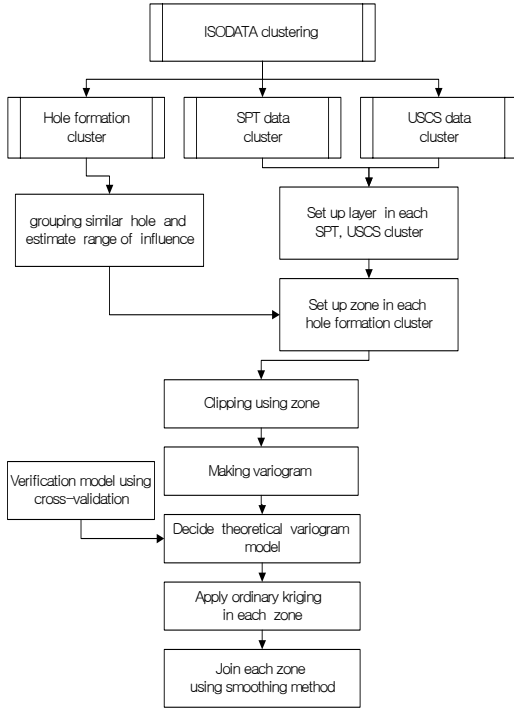 ISODATA clustering
Hole formation
cluster
SPT data
cluster
USCS data
cluster
grouping similar hole and
estimate range of influence
Set up layer in each
SPT, USCS cluster
Set up zone in each
hole formation cluster
Clipping using zone
Making variogram
Verification model using
cross-validation
Decide theoretical variogram
model
Apply ordinary kriging
in each zone
Join each zone
using smoothing method